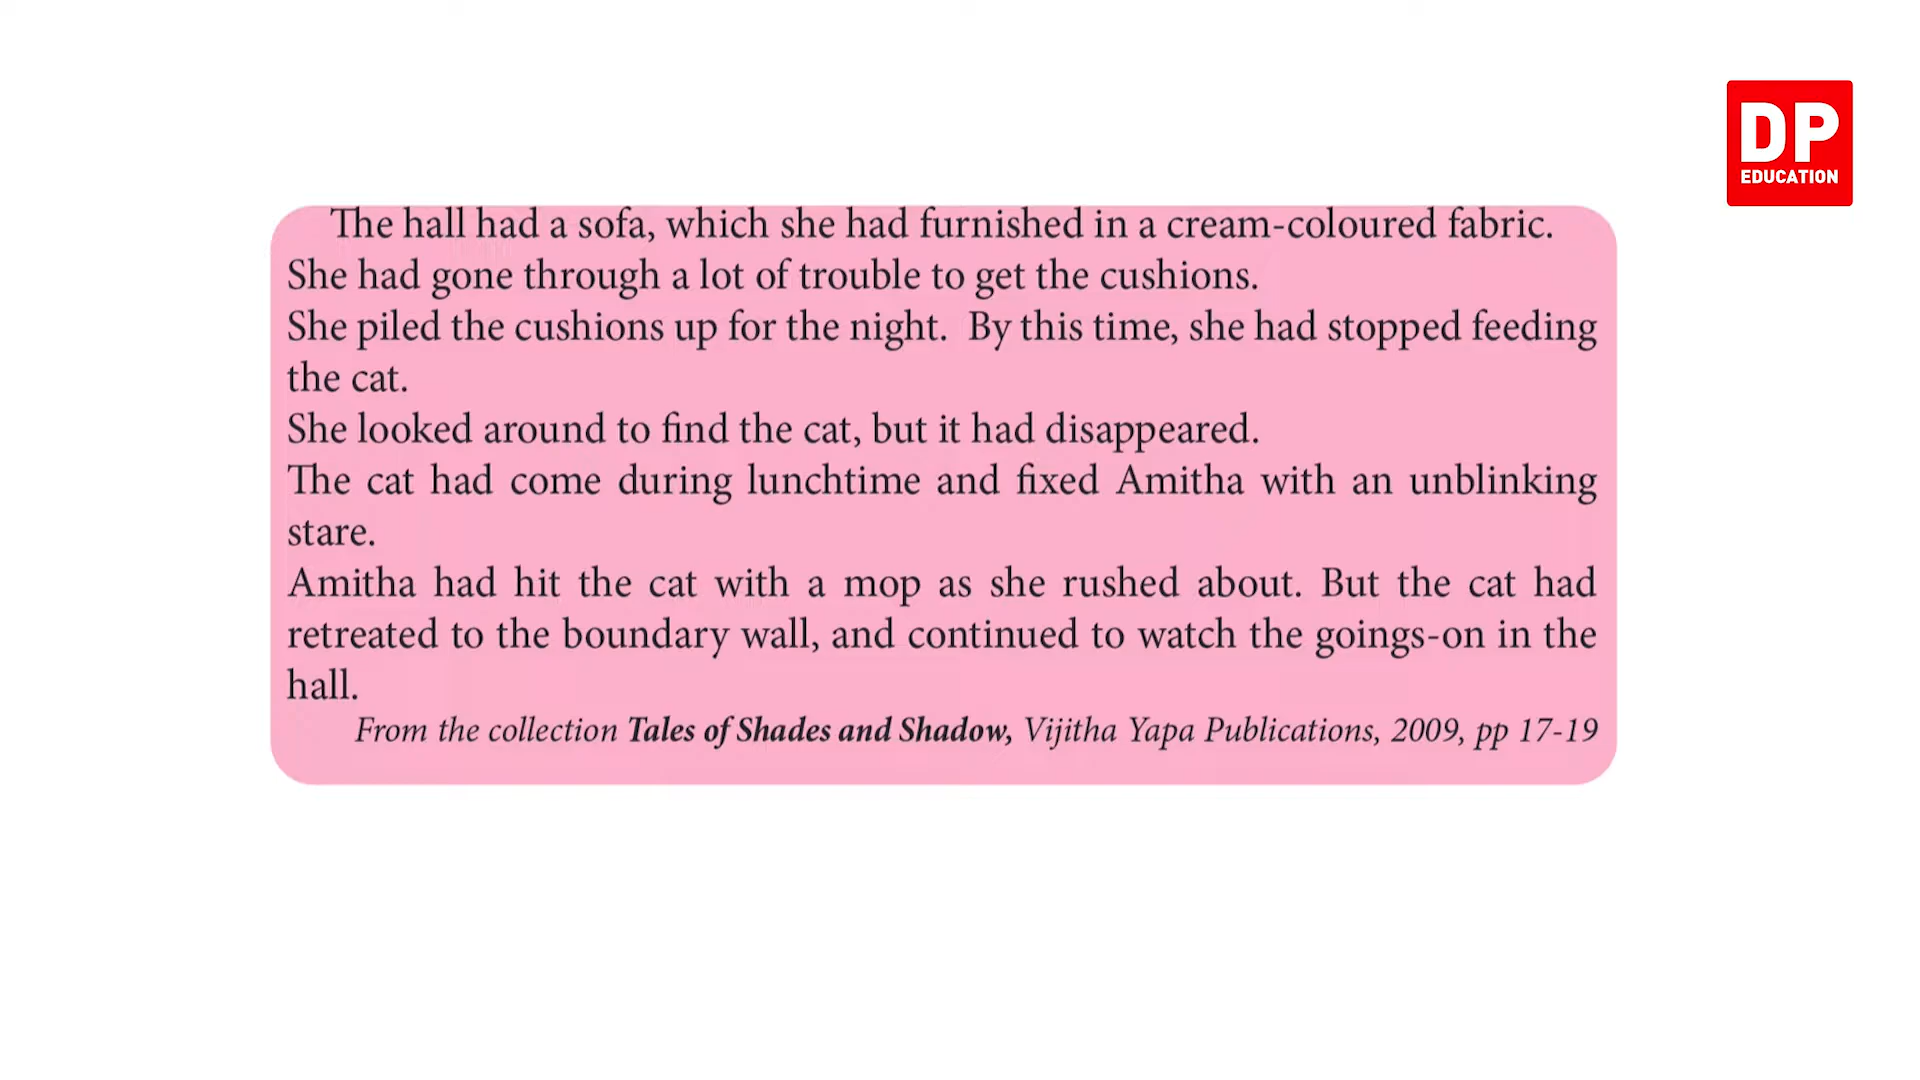 DP
EDUCATION
The hall had a sofa, which she had furnished in a cream-coloured fabric.
She had gone through a lot of trouble to get the cushions.
She piled the cushions up for the night.  By this time, she had stopped feeding
the cat.
She looked around to find the cat, but it had disappeared.
The cat had come during lunchtime and fixed Amitha with an unblinking
stare.
Amitha had hit the cat with a mop as she rushed about. But the cat had
retreated to the boundary wall, and continued to watch the goings-on in the
hall.
From the collection Tales of Shades and Shadow, Vijitha Yapa Publications, 2009, pp 17-19